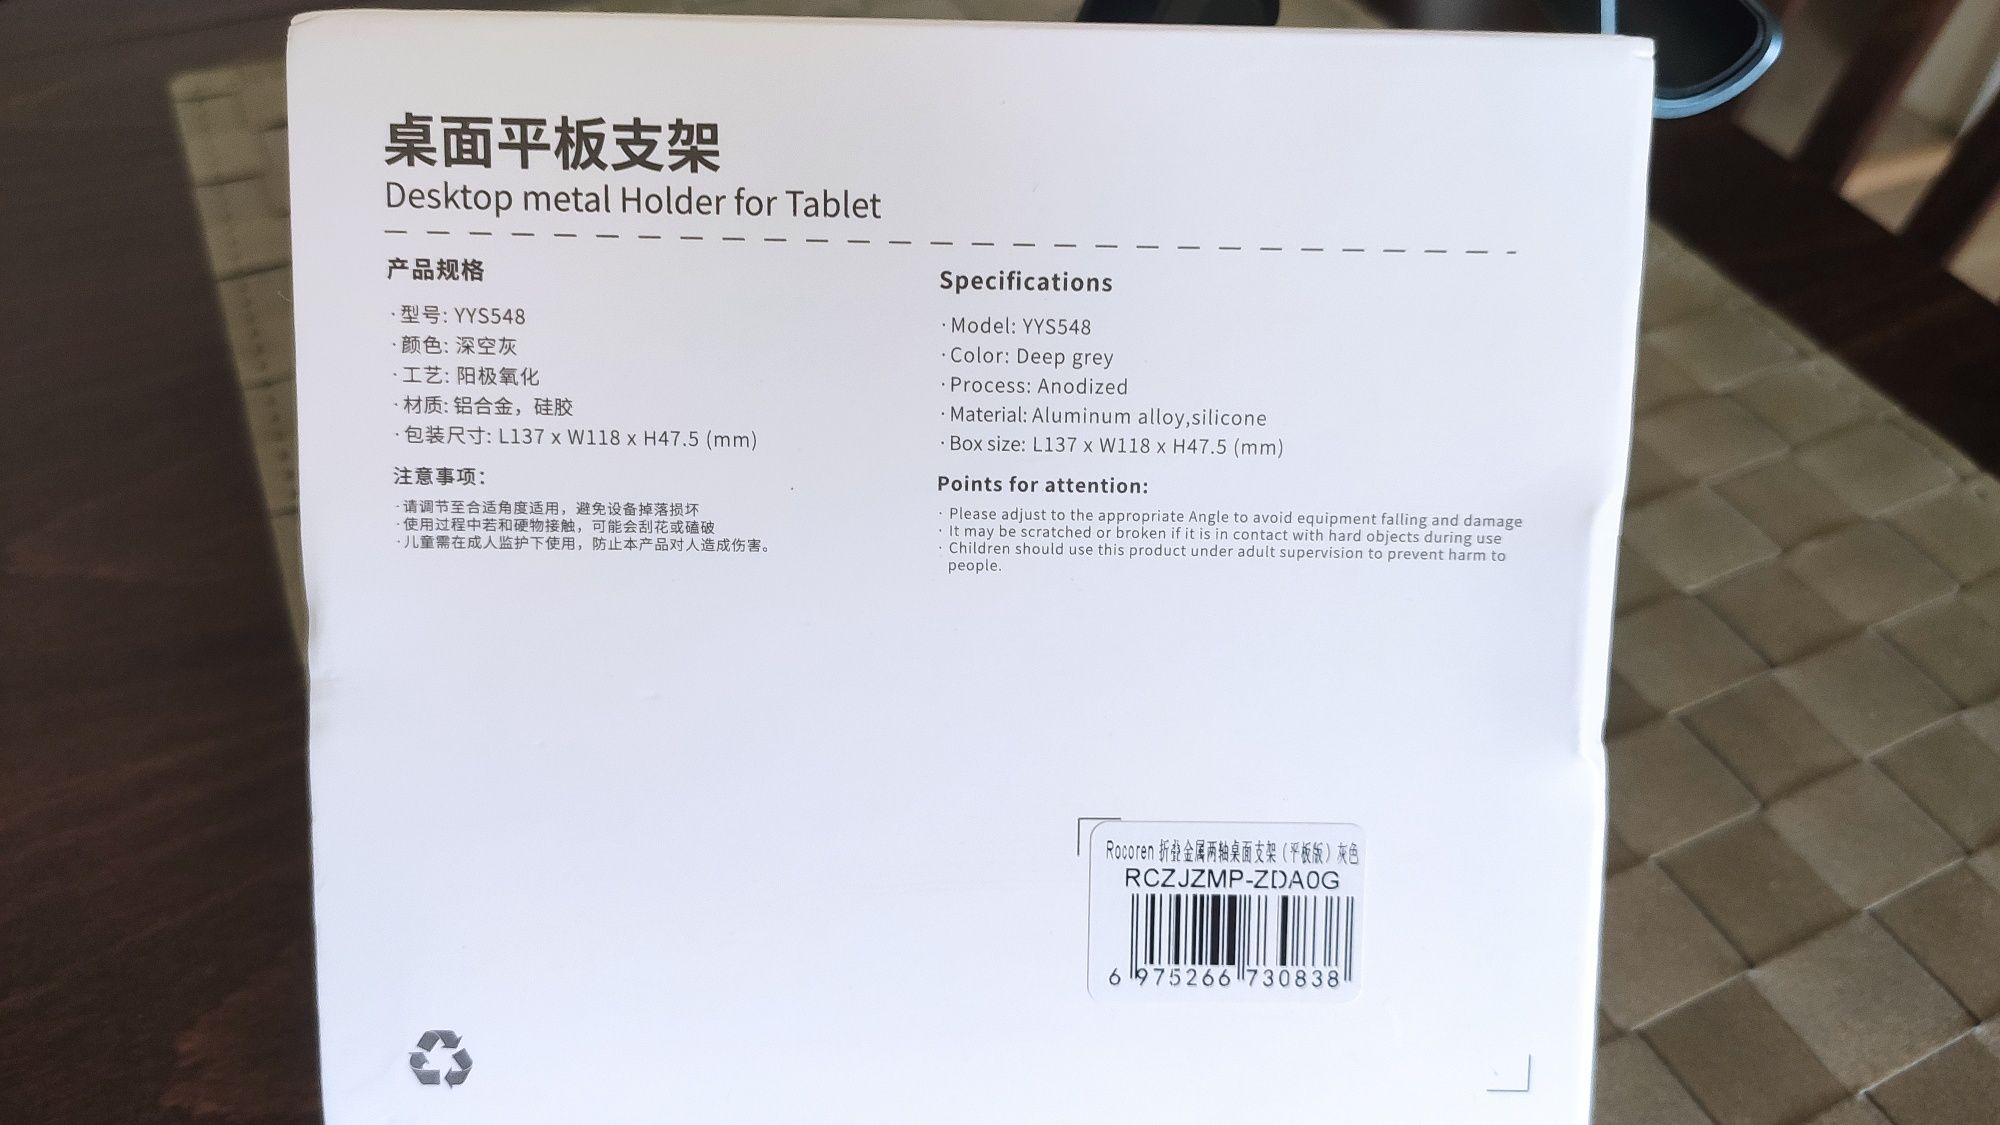 桌面平板支架
Desktop metal Holder for Tablet
产品规格
·型号: YYS548
·颜色: 深空灰
·工艺: 阳极氧化
·材质: 铝合金，硅胶
·包装尺寸: L137 x W118 x H47.5 (mm)
注意事项：
·请调节至合适角度适用，避免设备掉落损坏
·使用过程中若和硬物接触，可能会刮花或磕破
·儿童需在成人监护下使用，防止本产品对人造成伤害。
Specifications
·Model: YYS548
·Color: Deep grey
·Process: Anodized
·Material: Aluminum alloy,silicone
·Box size: L137 x W118 x H47.5 (mm)
Points for attention:
· Please adjust to the appropriate Angle to avoid equipment falling and damage
· It may be scratched or broken if it is in contact with hard objects during use
· Children should use this product under adult supervision to prevent harm to
people.
Rocoren 折叠金属两轴桌面支架（平板版）灰色
RCZJZMP-ZDA0G
6 975266 730838